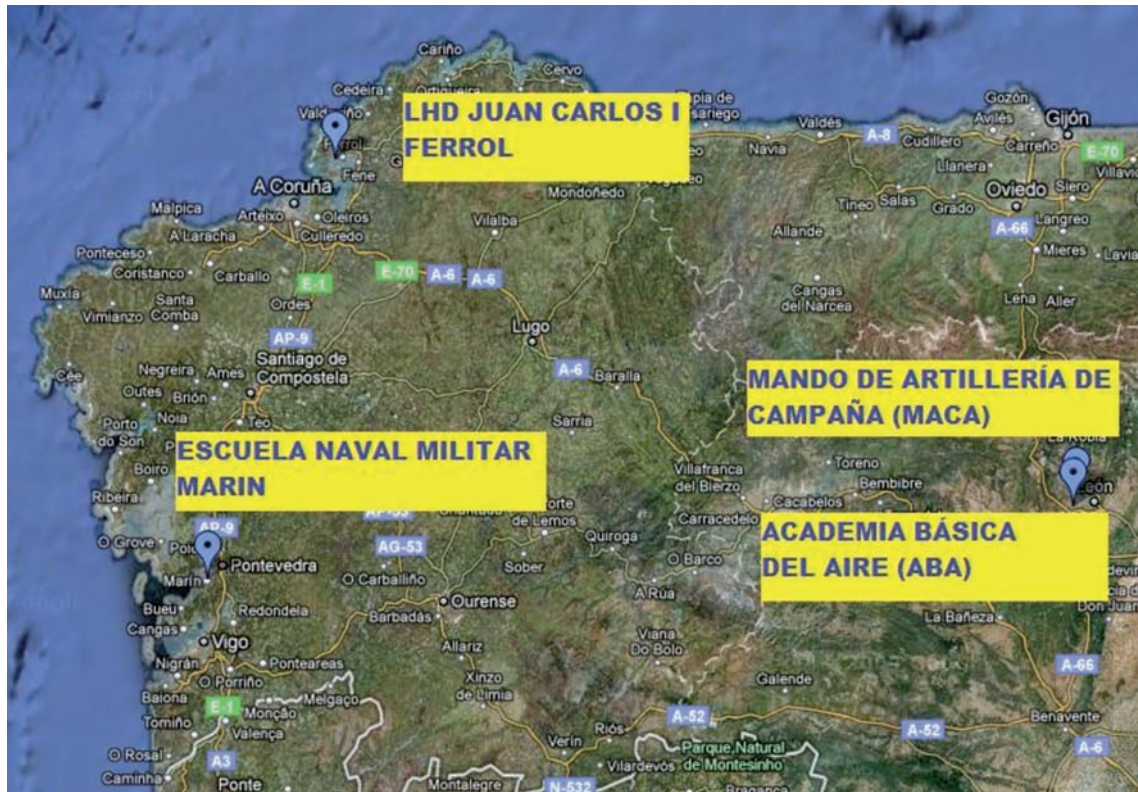 Cariño
Cedeira
Ortigueira
Cervo
LHD JUAN CARLOS I
FERROL
Ferrol
Fene
Gozón
Avilés
Gijón
Valdés
A-8
Cudillero
Carreño
E-70
Navia
Llanera
Siero
Oviedo
Tineo
Salas
Grado
Langreo
A-66
Mieres
Allande
Mondoñedo
A Coruña
Malpica
Arteixo
Oleiros
Vilalba
A Laracha
Culleredo
Ponteceso
Coristanco
Carballo
E-1
E-70
A-6
A-6
Cangas
del Narcea
Lena
Aller
Muxía
Vimianzo
Santa
Comba
Ordes
AP-9
Lugo
Santiago de
Compostela
A-6
Baralla
Negreira
Ames
Cee
Outes
Brión
Noia
Teo
Porto
do Son
Sarria
MANDO DE ARTILLERÍA DE
CAMPAÑA (MACA)
La Robla
ESCUELA NAVAL MILITAR
MARIN
Boiro
Ribeira
Villafranca
del Bierzo
Toreno
Bembibre
Cacabelos
León
Carracedelo
ACADEMIA BÁSICA
DEL AIRE (ABA)
AP-9
O Grove
AG-53
de Lemos
Quiroga
O Barco
Sober
Marín
Pontevedra
O Carballiño
A Rúa
Don Juan
Bueu
Redondela
Ourense
Barbadás
La Bañeza
Cangas
Vigo
Allariz
Viana
Do Bolo
Nigrán
Ponteareas
O Porriño
Xinzo
de Limia
Galende
A-66
Baiona
Melgaço
E-1
Monção
Tomiño
Valença
A-52
A-52
Benavente
Riós
Verín
O Rosal
A3
Parque Natural
de Montesinho
A-6
Vilardevós
Caminha
Ponte
Montalegre
N-532
Bragança